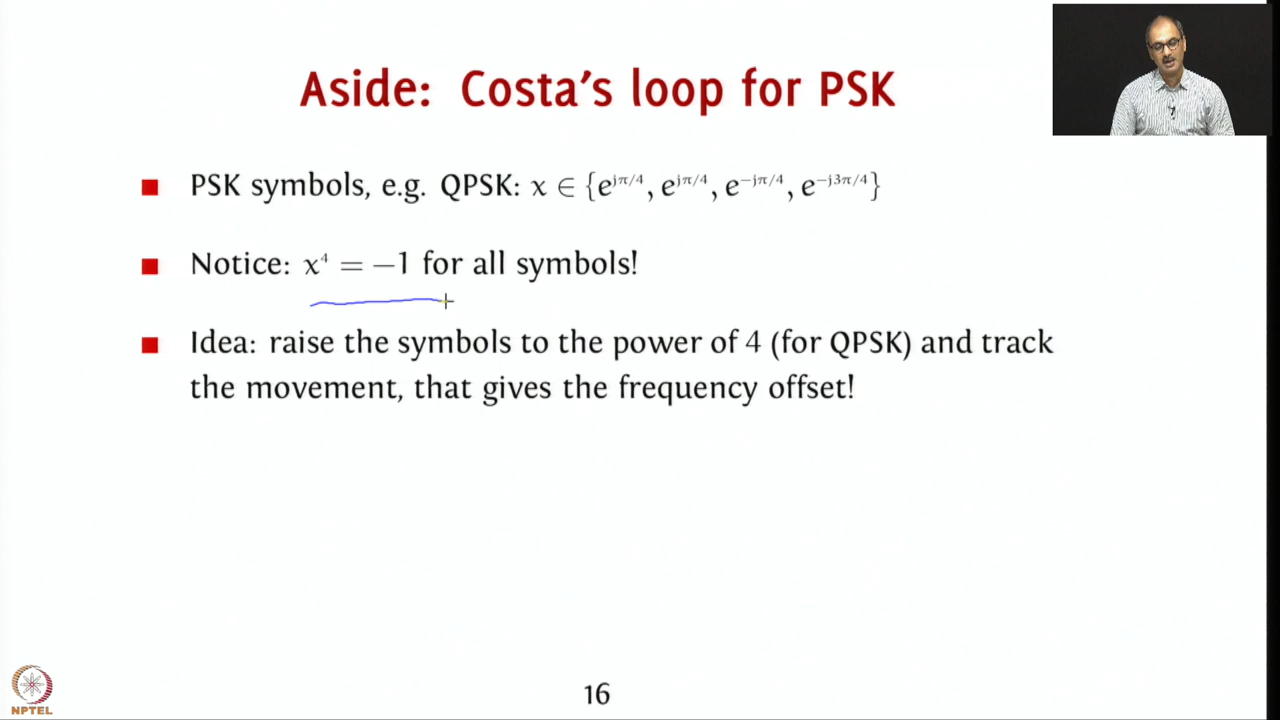 Aside: Costa's loop for PSK
PSK symbols, e.g. QPSK: x ∈ {e^{jπ/4}, e^{jπ/4}, e^{−jπ/4}, e^{−j3π/4}}
Notice: x⁴ = −1 for all symbols!
Idea: raise the symbols to the power of 4 (for QPSK) and track
the movement, that gives the frequency offset!
NPTEL
16